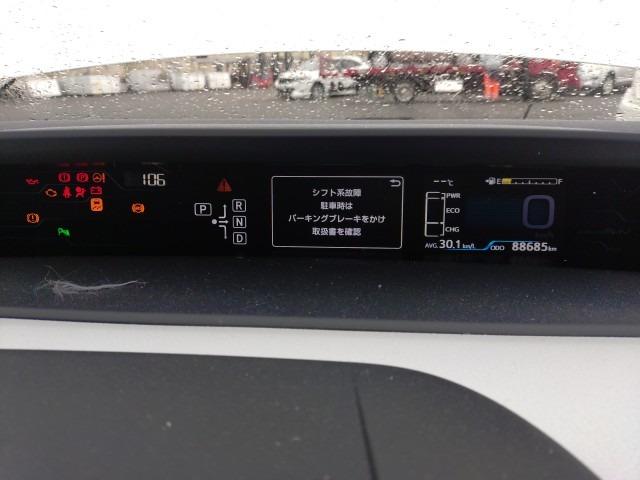 106
P
R
N
D
シフト系故障
駐車時は
パーキングブレーキをかけ
取扱書を確認
--℃
E
F
PWR
ECO
CHG
0
AVG. 30.1 km/L
ODO 88685 km